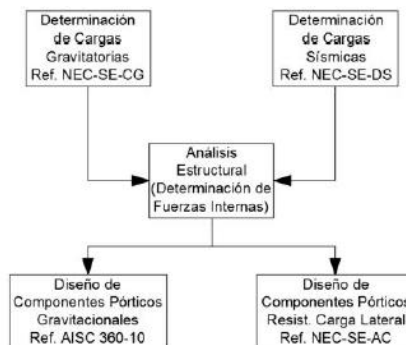 Determinación
de Cargas
Gravitatorias
Ref. NEC-SE-CG
Determinación
de Cargas
Sísmicas
Ref. NEC-SE-DS
Análisis
Estructural
(Determinación de
Fuerzas Internas)
Diseño de
Componentes Pórticos
Gravitacionales
Ref. AISC 360-10
Diseño de
Componentes Pórticos
Resist. Carga Lateral
Ref. NEC-SE-AC